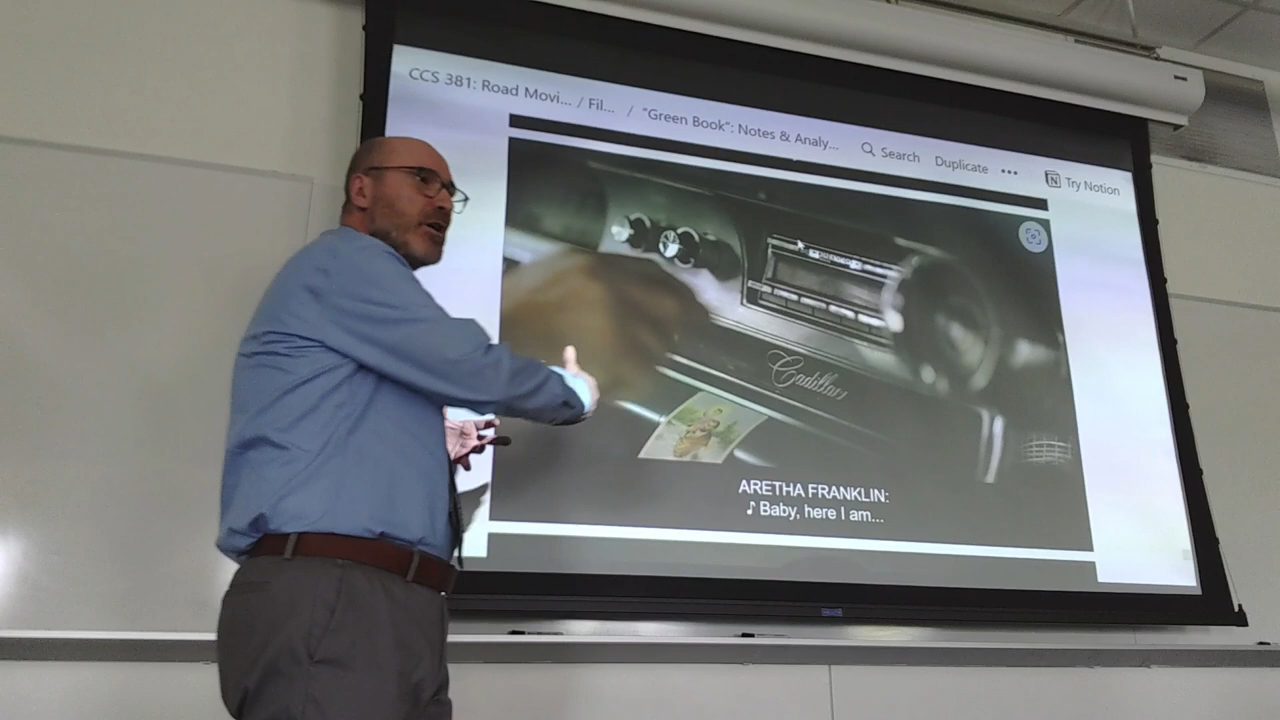 CCS 381: Road Movi... / Fil... / "Green Book": Notes & Analy... Search Duplicate ••• Try Notion
Cadillac
ARETHA FRANKLIN:
♪ Baby, here I am...